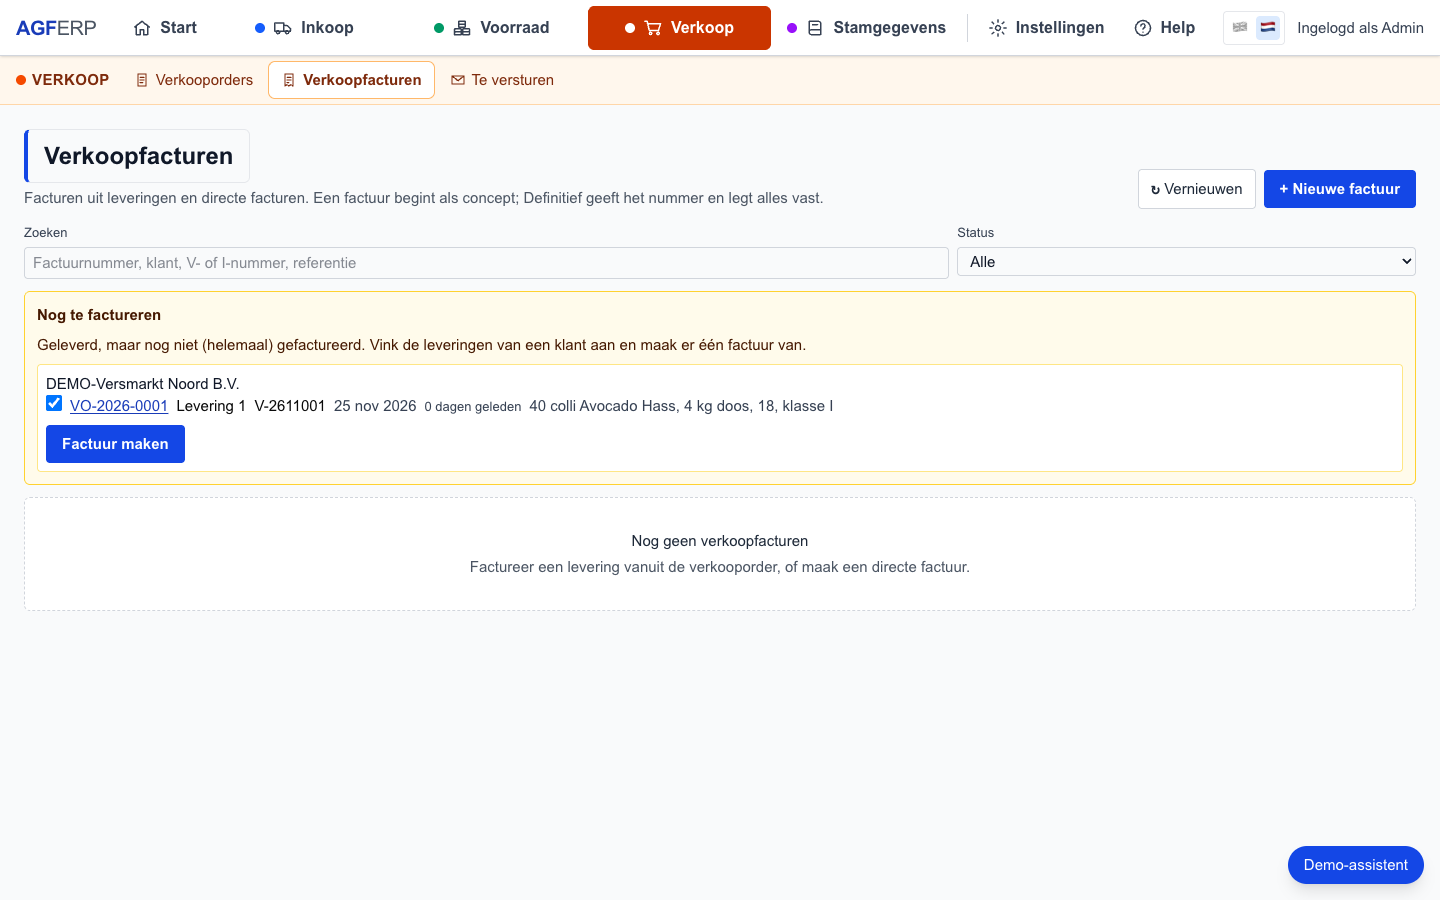 AGFERP Start Inkoop Voorraad Verkoop Stamgegevens Instellingen Help Ingelogd als Admin
VERKOOP Verkooporders Verkoopfacturen Te versturen
Verkoopfacturen
Facturen uit leveringen en directe facturen. Een factuur begint als concept; Definitief geeft het nummer en legt alles vast.
↻ Vernieuwen + Nieuwe factuur
Zoeken Status
Factuurnummer, klant, V- of I-nummer, referentie Alle
Nog te factureren
Geleverd, maar nog niet (helemaal) gefactureerd. Vink de leveringen van een klant aan en maak er één factuur van.
DEMO-Versmarkt Noord B.V.
VO-2026-0001 Levering 1 V-2611001 25 nov 2026 0 dagen geleden 40 colli Avocado Hass, 4 kg doos, 18, klasse I
Factuur maken
Nog geen verkoopfacturen
Factureer een levering vanuit de verkooporder, of maak een directe factuur.
Demo-assistent